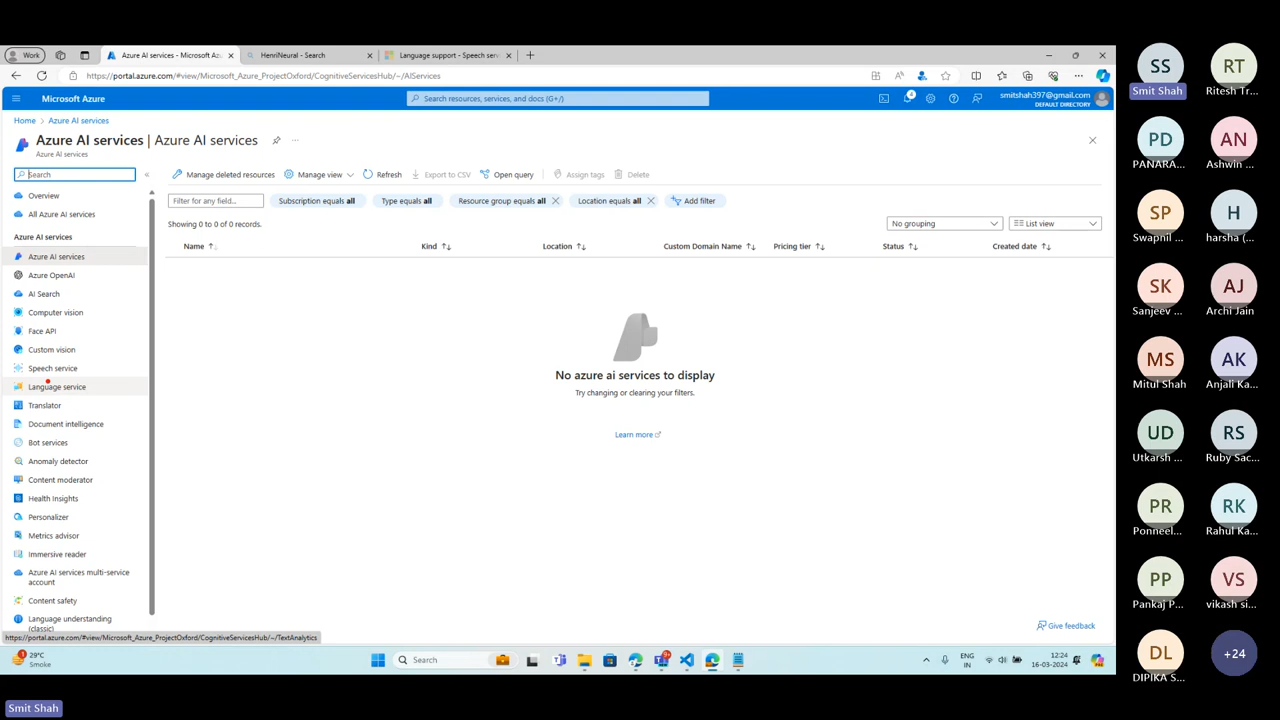 Work
Azure AI services - Microsoft Az
HenriNeural - Search
Language support - Speech serv
https://portal.azure.com/#view/Microsoft_Azure_ProjectOxford/CognitiveServicesHub/~/AIServices
Microsoft Azure
Search resources, services, and docs (G+/)
4
smitshah397@gmail.com
DEFAULT DIRECTORY
Home > Azure AI services
Azure AI services | Azure AI services
Azure AI services
Search
Manage deleted resources
Manage view
Refresh
Export to CSV
Open query
Assign tags
Delete
Overview
All Azure AI services
Azure AI services
Azure AI services
Azure OpenAI
AI Search
Computer vision
Face API
Custom vision
Speech service
Language service
Translator
Document intelligence
Bot services
Anomaly detector
Content moderator
Health Insights
Personalizer
Metrics advisor
Immersive reader
Azure AI services multi-service
account
Content safety
Language understanding
(classic)
Filter for any field...
Subscription equals all
Type equals all
Resource group equals all
Location equals all
Add filter
Showing 0 to 0 of 0 records.
No grouping
List view
Name
Kind
Location
Custom Domain Name
Pricing tier
Status
Created date
No azure ai services to display
Try changing or clearing your filters.
Learn more
Give feedback
https://portal.azure.com/#view/Microsoft_Azure_ProjectOxford/CognitiveServicesHub/~/TextAnalytics
1
29°C
Smoke
Search
9+
ENG
IN
12:24
16-03-2024
SS
Smit Shah
RT
Ritesh Tr...
PD
PANARA...
AN
Ashwin ...
SP
Swapnil ...
H
harsha (...
SK
Sanjeev ...
AJ
Archi Jain
MS
Mitul Shah
AK
Anjali Ka...
UD
Utkarsh ...
RS
Ruby Sac...
PR
Ponneel...
RK
Rahul Ka...
PP
Pankaj P...
VS
vikash si...
DL
DIPIKA S...
+24
Smit Shah